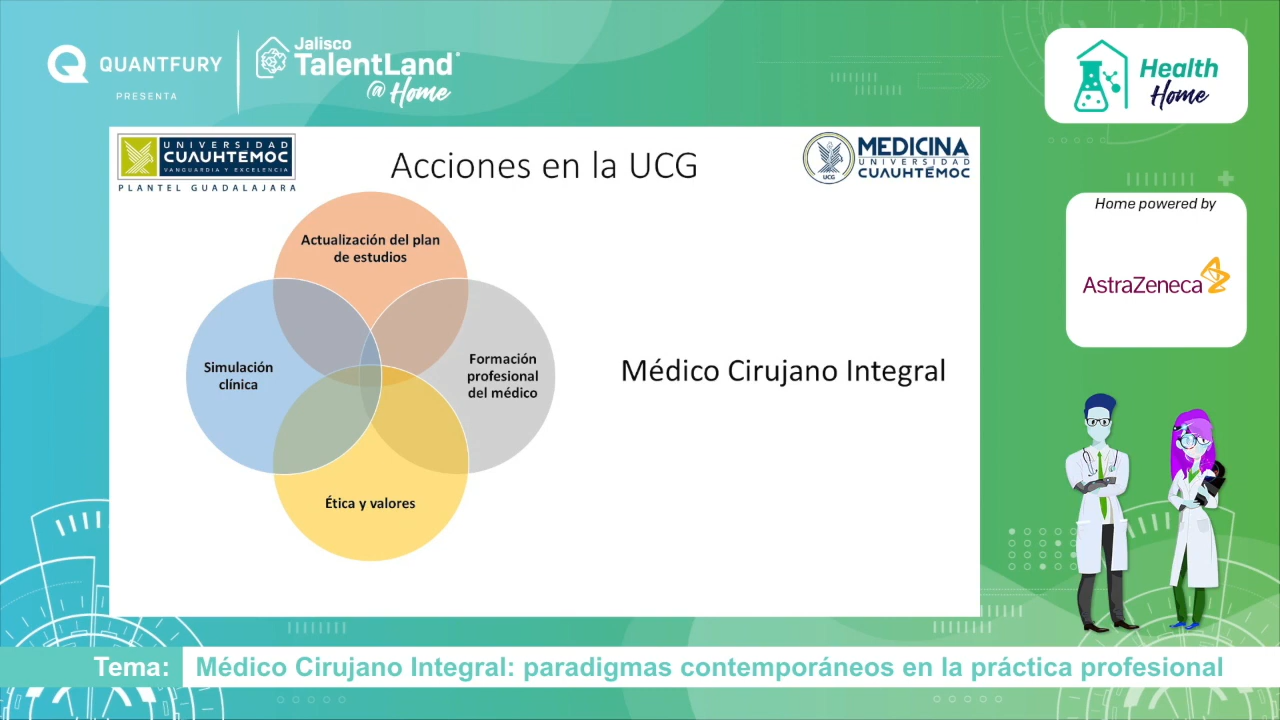 QUANTFURY
PRESENTA
Jalisco
TalentLand
@Home
Health
Home
UNIVERSIDAD
CUAUHTEMOC
VANGUARDIA Y EXCELENCIA
PLANTEL GUADALAJARA
Acciones en la UCG
UCG
MEDICINA
UNIVERSIDAD
CUAUHTÉMOC
Home powered by
AstraZeneca
Actualización del plan
de estudios
Simulación
clínica
Formación
profesional
del médico
Ética y valores
Médico Cirujano Integral
Tema: Médico Cirujano Integral: paradigmas contemporáneos en la práctica profesional